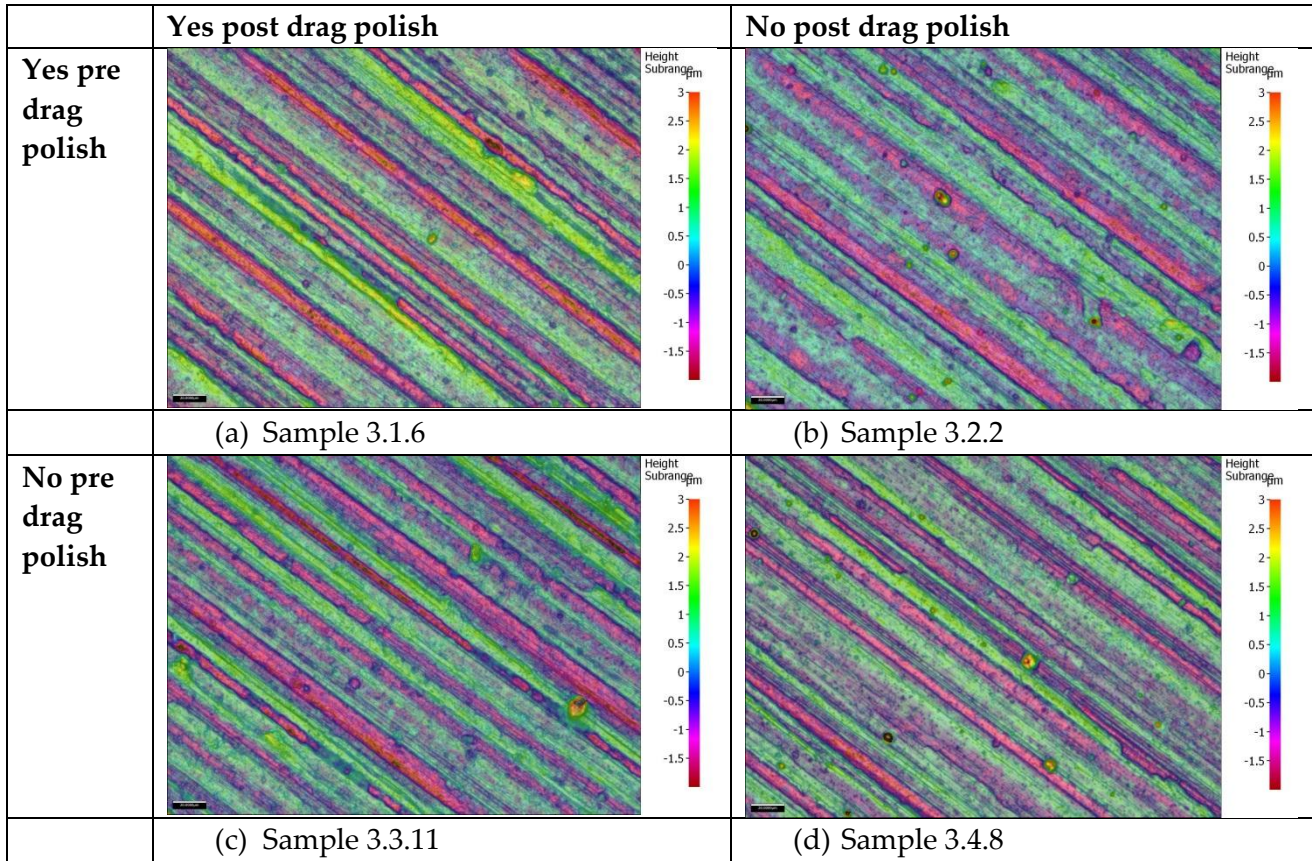 Yes post drag polish
No post drag polish
Yes pre
drag
polish
Height
Subrange
µm
3
2.5
2
1.5
1
0.5
0
-0.5
-1
-1.5
Height
Subrange
µm
3
2.5
2
1.5
1
0.5
0
-0.5
-1
-1.5
(a) Sample 3.1.6
(b) Sample 3.2.2
No pre
drag
polish
Height
Subrange
µm
3
2.5
2
1.5
1
0.5
0
-0.5
-1
-1.5
Height
Subrange
µm
3
2.5
2
1.5
1
0.5
0
-0.5
-1
-1.5
(c) Sample 3.3.11
(d) Sample 3.4.8